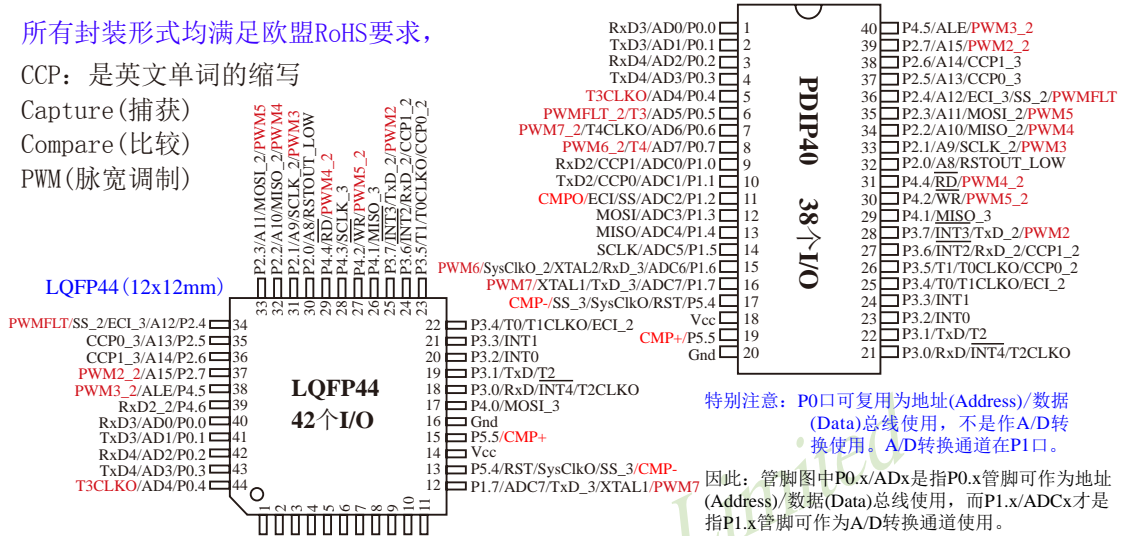 所有封装形式均满足欧盟RoHS要求，
CCP：是英文单词的缩写
Capture(捕获)
Compare(比较)
PWM(脉宽调制)
LQFP44(12x12mm)
P2.3/A11/MOSI_2/PWM5
P2.2/A10/MISO_2/PWM4
P2.1/A9/SCLK_2/PWM3
P2.0/A8/RSTOUT_LOW
P4.4/RD/PWM4_2
P4.3/SCLK_3
P4.2/WR/PWM5_2
P4.1/MISO_3
P3.7/INT3/TxD_2/PWM2
P3.6/INT2/RxD_2/CCP1_2
P3.5/T1/T0CLKO/CCP0_2
33 32 31 30 29 28 27 26 25 24 23
PWMFLT/SS_2/ECI_3/A12/P2.4 34
CCP0_3/A13/P2.5 35
CCP1_3/A14/P2.6 36
PWM2_2/A15/P2.7 37
PWM3_2/ALE/P4.5 38
RxD2_2/P4.6 39
RxD3/AD0/P0.0 40
TxD3/AD1/P0.1 41
RxD4/AD2/P0.2 42
TxD4/AD3/P0.3 43
T3CLKO/AD4/P0.4 44
LQFP44
42个I/O
22 P3.4/T0/T1CLKO/ECI_2
21 P3.3/INT1
20 P3.2/INT0
19 P3.1/TxD/T2
18 P3.0/RxD/INT4/T2CLKO
17 P4.0/MOSI_3
16 Gnd
15 P5.5/CMP+
14 Vcc
13 P5.4/RST/SysClkO/SS_3/CMP-
12 P1.7/ADC7/TxD_3/XTAL1/PWM7
1 2 3 4 5 6 7 8 9 10 11
RxD3/AD0/P0.0 1
TxD3/AD1/P0.1 2
RxD4/AD2/P0.2 3
TxD4/AD3/P0.3 4
T3CLKO/AD4/P0.4 5
PWMFLT_2/T3/AD5/P0.5 6
PWM7_2/T4CLKO/AD6/P0.6 7
PWM6_2/T4/AD7/P0.7 8
RxD2/CCP1/ADC0/P1.0 9
TxD2/CCP0/ADC1/P1.1 10
CMPO/ECI/SS/ADC2/P1.2 11
MOSI/ADC3/P1.3 12
MISO/ADC4/P1.4 13
SCLK/ADC5/P1.5 14
PWM6/SysClkO_2/XTAL2/RxD_3/ADC6/P1.6 15
PWM7/XTAL1/TxD_3/ADC7/P1.7 16
CMP-/SS_3/SysClkO/RST/P5.4 17
Vcc 18
CMP+/P5.5 19
Gnd 20
PDIP40 38个I/O
40 P4.5/ALE/PWM3_2
39 P2.7/A15/PWM2_2
38 P2.6/A14/CCP1_3
37 P2.5/A13/CCP0_3
36 P2.4/A12/ECI_3/SS_2/PWMFLT
35 P2.3/A11/MOSI_2/PWM5
34 P2.2/A10/MISO_2/PWM4
33 P2.1/A9/SCLK_2/PWM3
32 P2.0/A8/RSTOUT_LOW
31 P4.4/RD/PWM4_2
30 P4.2/WR/PWM5_2
29 P4.1/MISO_3
28 P3.7/INT3/TxD_2/PWM2
27 P3.6/INT2/RxD_2/CCP1_2
26 P3.5/T1/T0CLKO/CCP0_2
25 P3.4/T0/T1CLKO/ECI_2
24 P3.3/INT1
23 P3.2/INT0
22 P3.1/TxD/T2
21 P3.0/RxD/INT4/T2CLKO
特别注意：P0口可复用为地址(Address)/数据
(Data)总线使用，不是作A/D转
换使用。A/D转换通道在P1口。
因此：管脚图中P0.x/ADx是指P0.x管脚可作为地址
(Address)/数据(Data)总线使用，而P1.x/ADCx才是
指P1.x管脚可作为A/D转换通道使用。
Limited